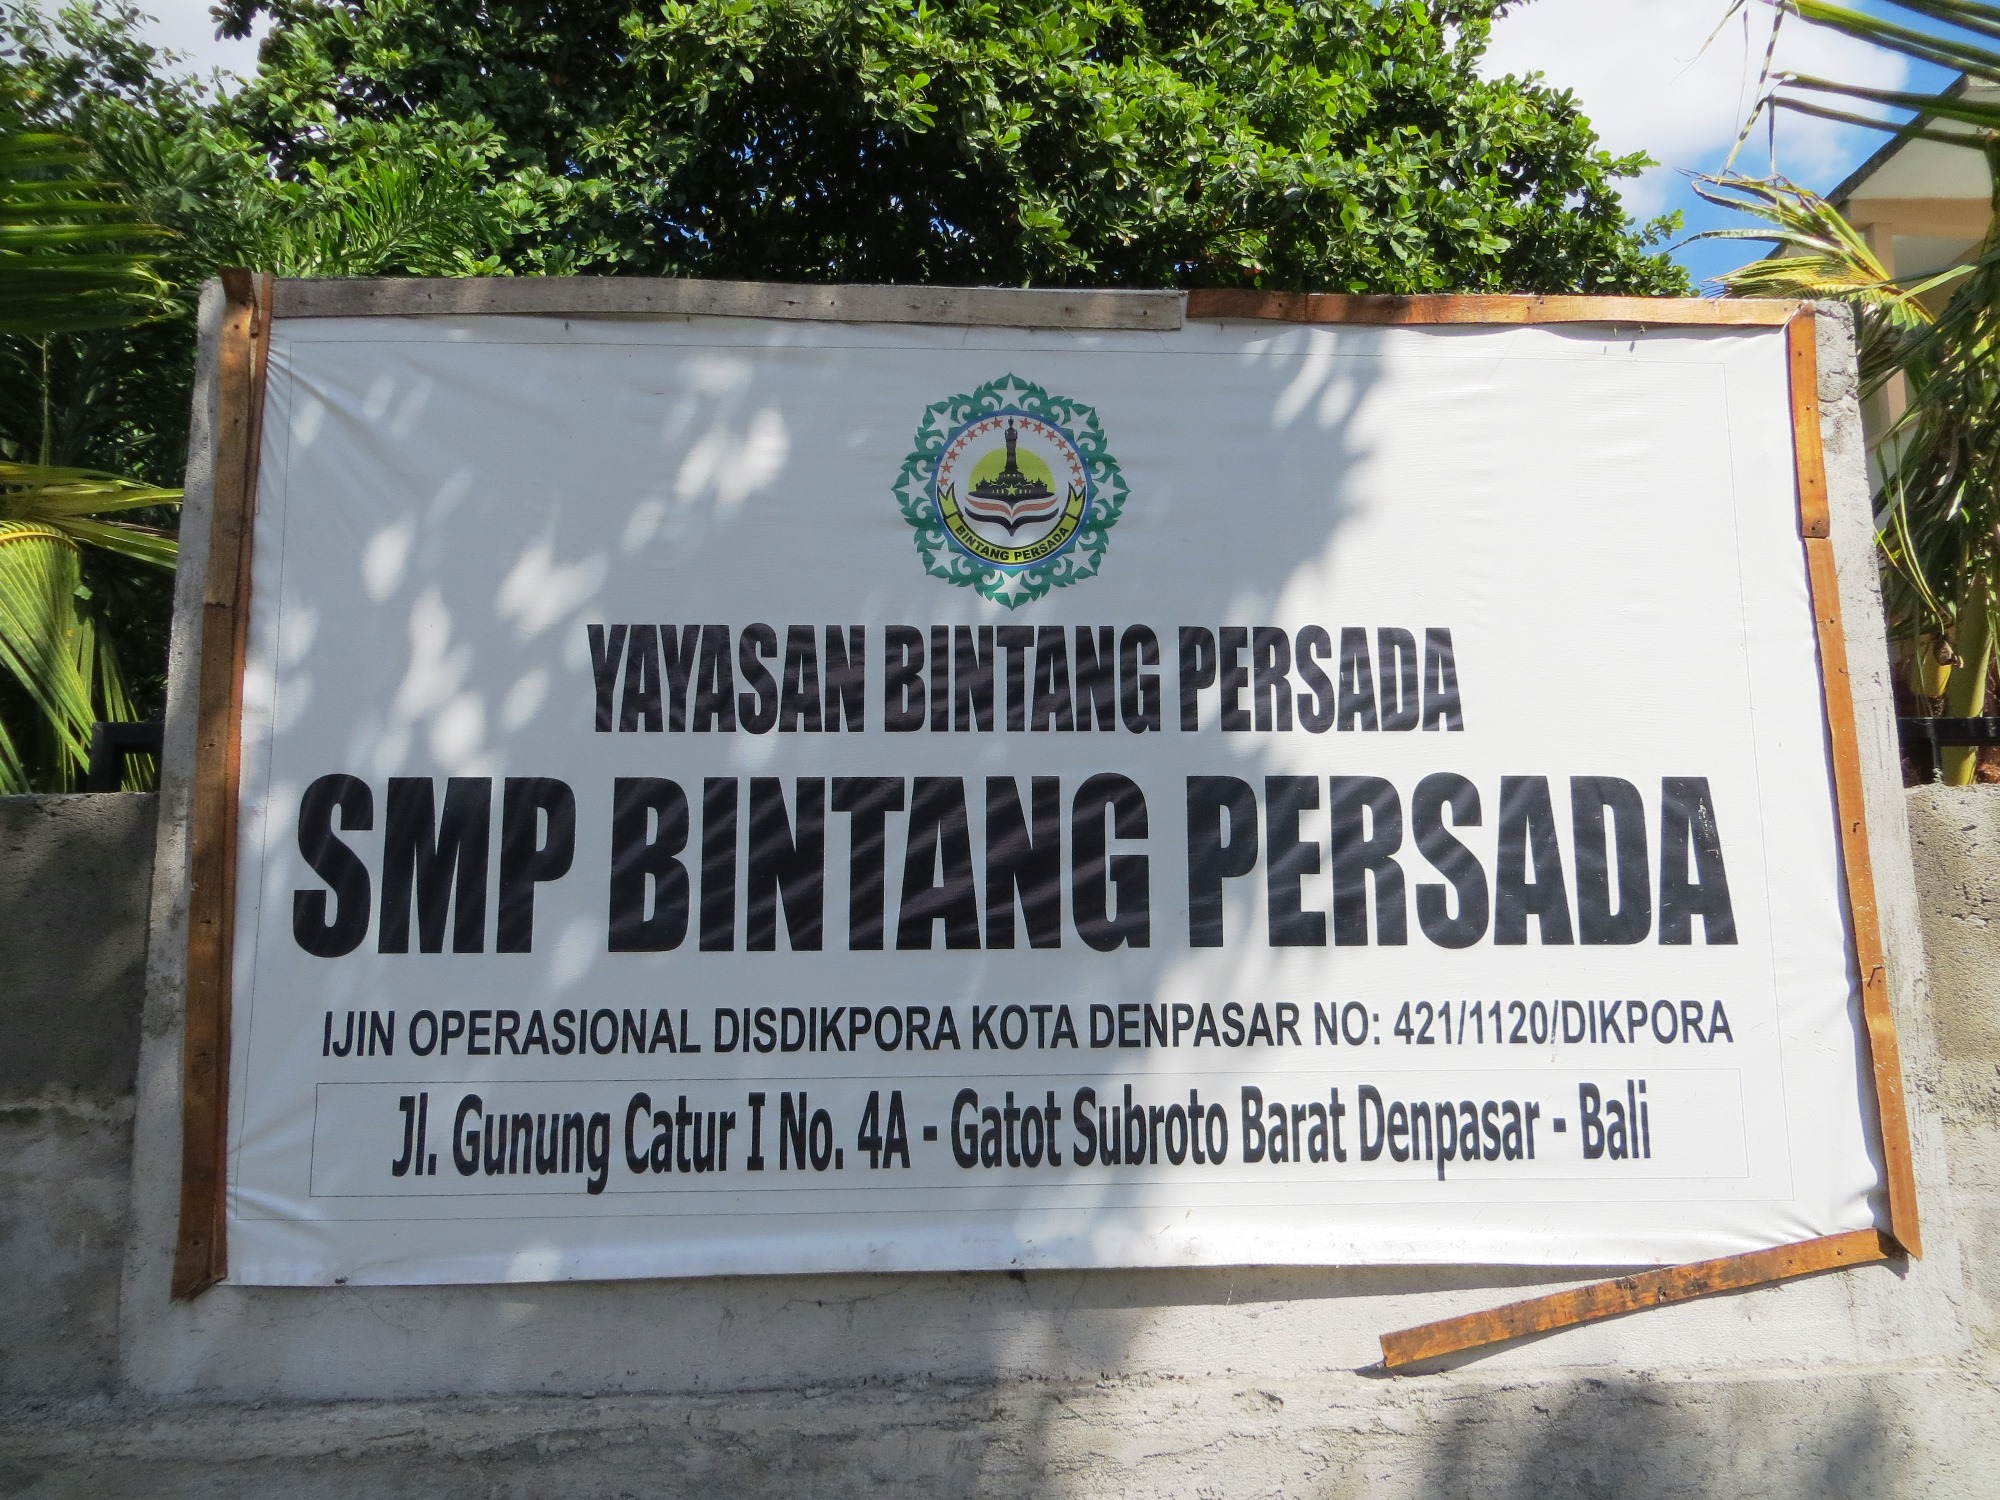 BINTANG PERSADA
YAYASAN BINTANG PERSADA
SMP BINTANG PERSADA
IJIN OPERASIONAL DISDIKPORA KOTA DENPASAR NO: 421/1120/DIKPORA
Jl. Gunung Catur I No. 4A - Gatot Subroto Barat Denpasar - Bali